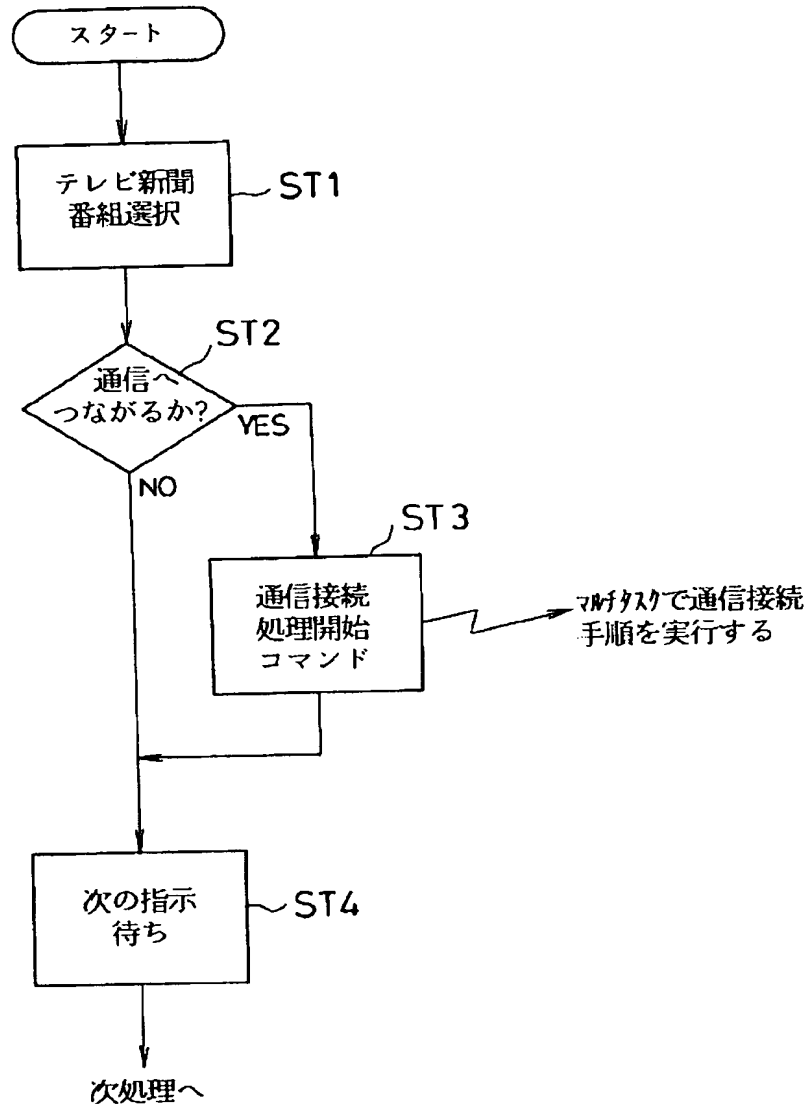 スタート
テレビ新聞
番組選択
ST1
ST2
通信へ
つながるか?
YES
NO
ST3
通信接続
処理開始
コマンド
マルチタスクで通信接続
手順を実行する
次の指示
待ち
ST4
次処理へ